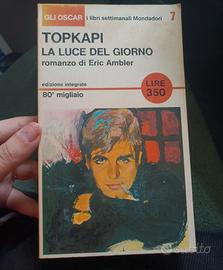 GLI OSCAR i libri settimanali Mondadori 7
TOPKAPI
LA LUCE DEL GIORNO
romanzo di Eric Ambler
edizione integrale
80° migliaio
LIRE
350
subito